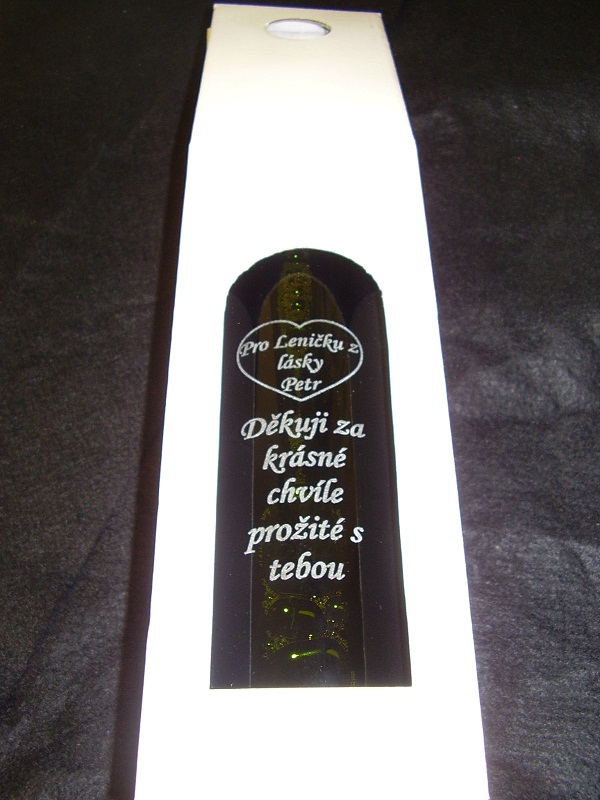 Pro Leničku z
lásky
Petr
Děkuji za
krásné
chvíle
prožité s
tebou